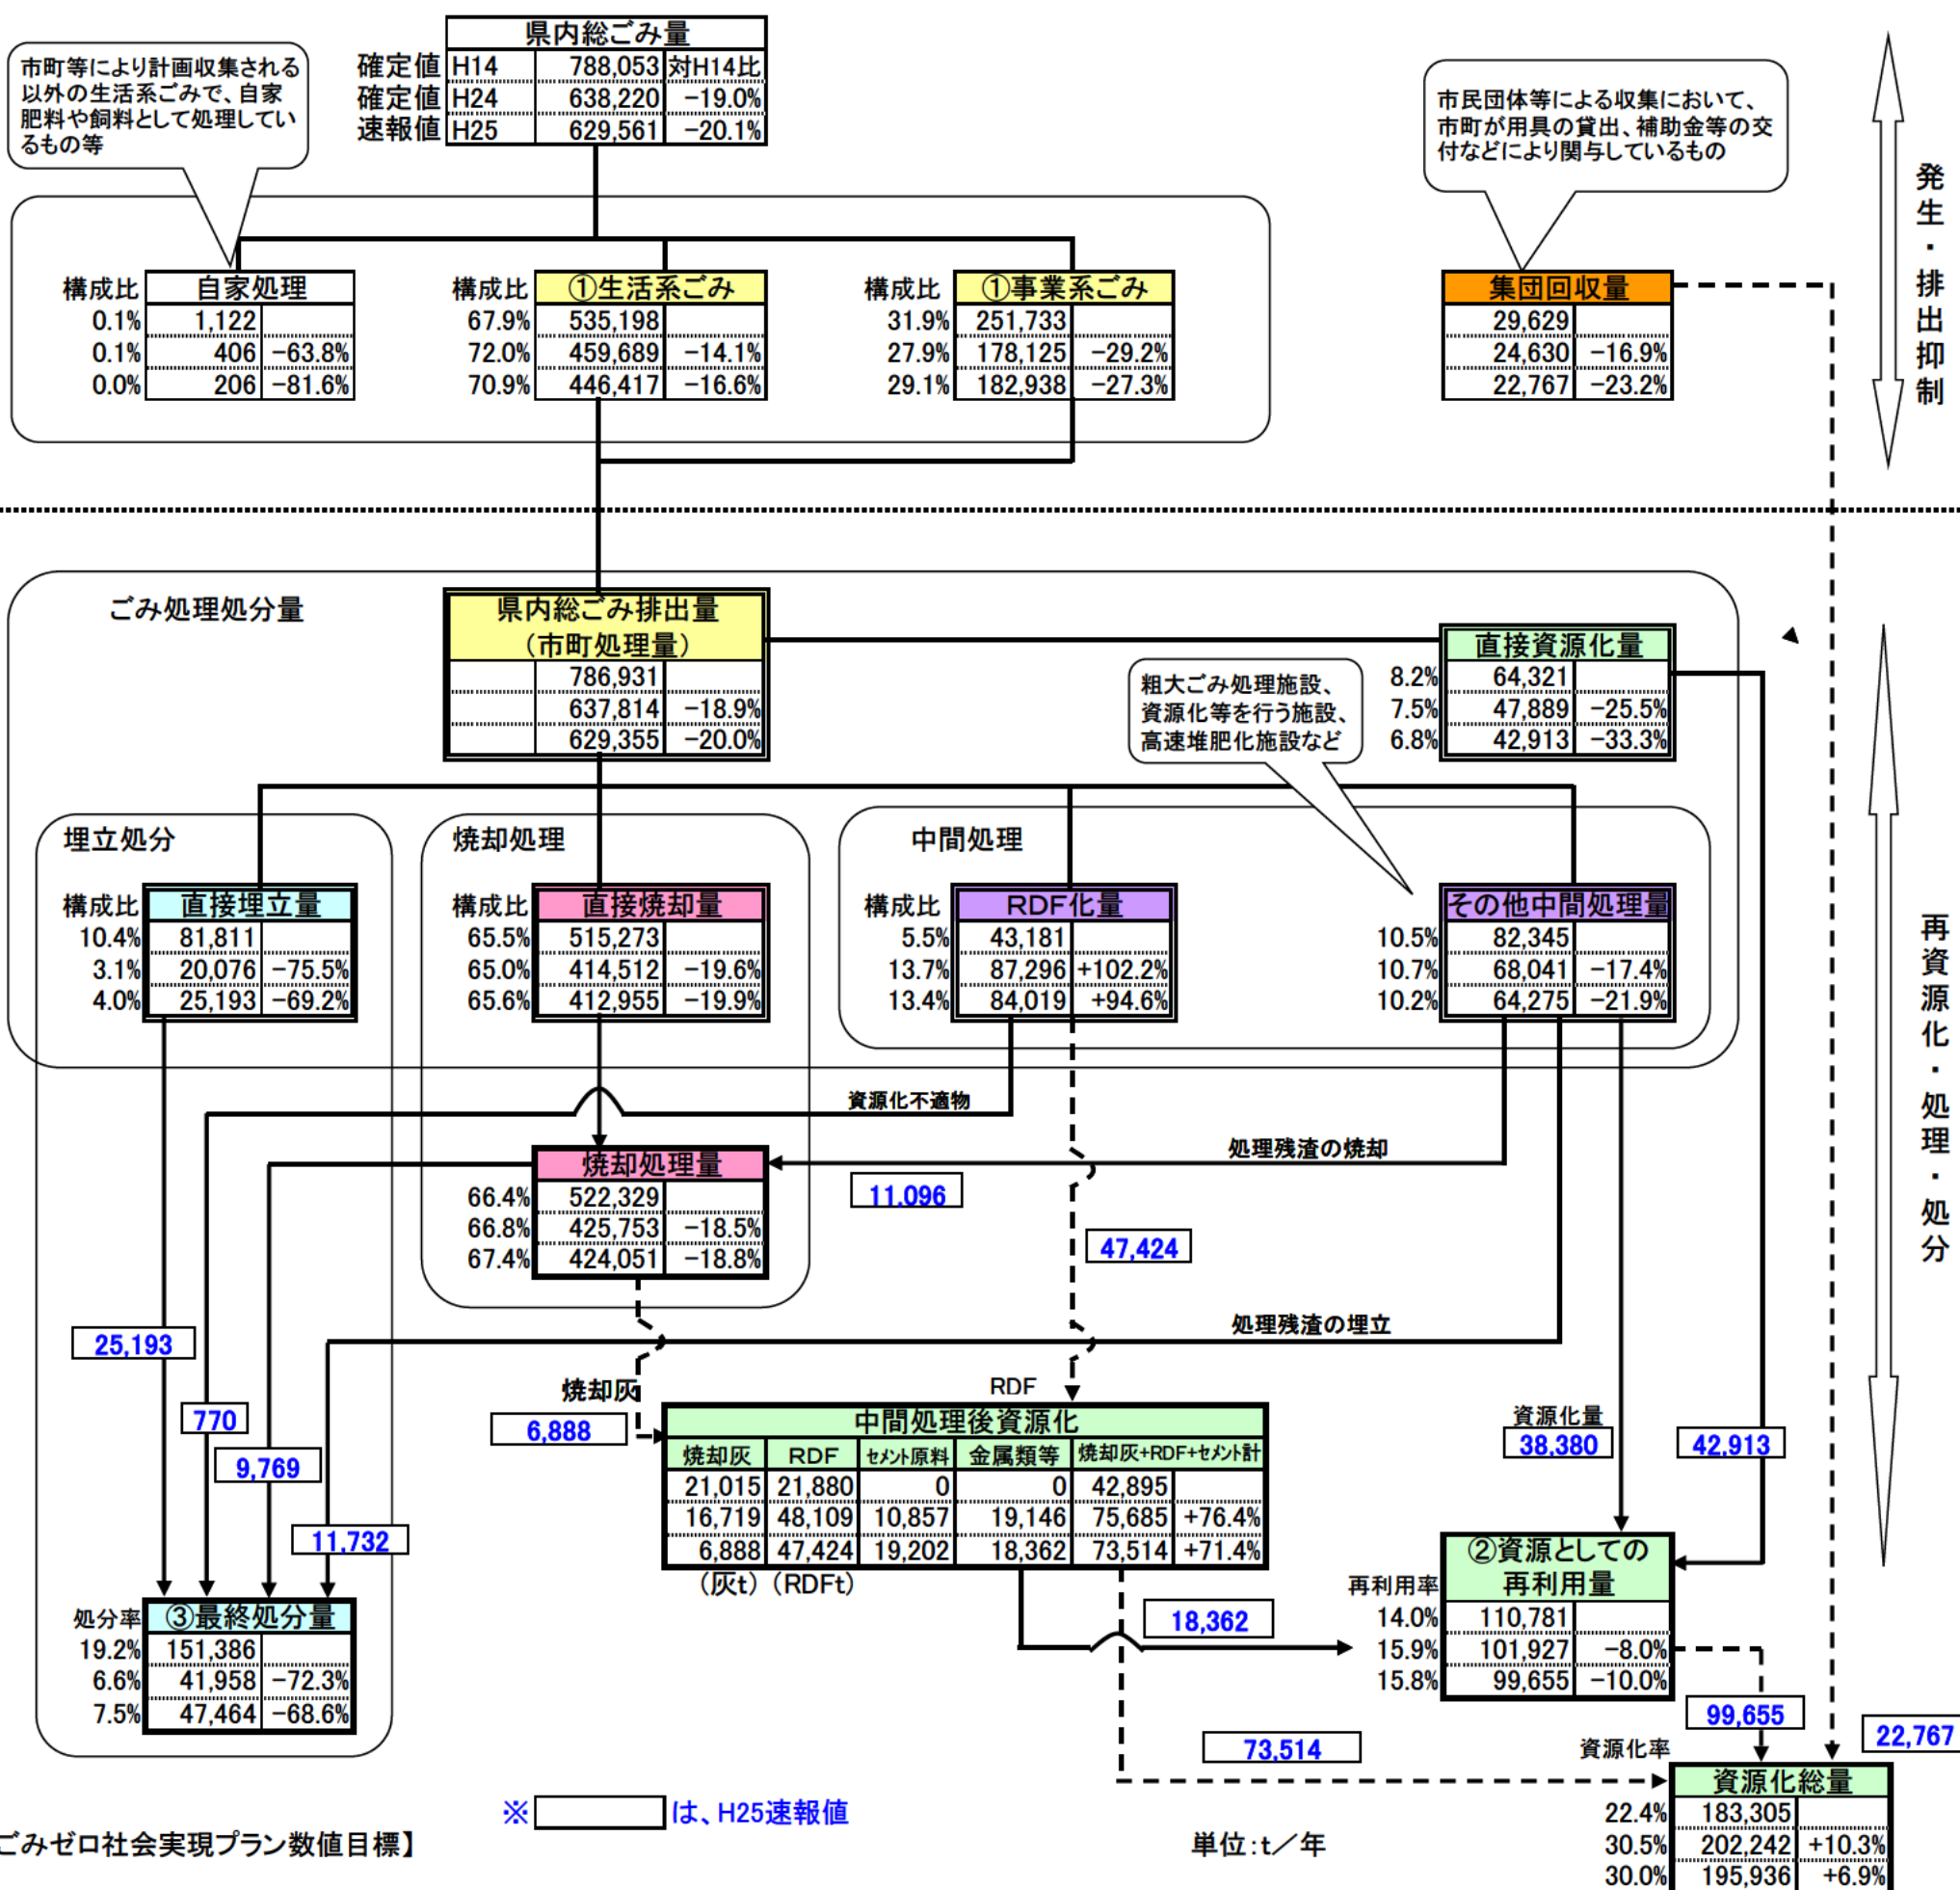 県内総ごみ量
確定値 H14 788,053 対H14比
確定値 H24 638,220 −19.0%
速報値 H25 629,561 −20.1%
市町等により計画収集される
以外の生活系ごみで、自家
肥料や飼料として処理してい
るもの等
市民団体等による収集において、
市町が用具の貸出、補助金等の交
付などにより関与しているもの
発生・排出抑制
構成比 自家処理
0.1% 1,122
0.1% 406 −63.8%
0.0% 206 −81.6%
構成比 ①生活系ごみ
67.9% 535,198
72.0% 459,689 −14.1%
70.9% 446,417 −16.6%
構成比 ①事業系ごみ
31.9% 251,733
27.9% 178,125 −29.2%
29.1% 182,938 −27.3%
集団回収量
29,629
24,630 −16.9%
22,767 −23.2%
ごみ処理処分量
県内総ごみ排出量
(市町処理量)
786,931
637,814 −18.9%
629,355 −20.0%
粗大ごみ処理施設、
資源化等を行う施設、
高速堆肥化施設など
直接資源化量
8.2% 64,321
7.5% 47,889 −25.5%
6.8% 42,913 −33.3%
再資源化・処理・処分
埋立処分
構成比 直接埋立量
10.4% 81,811
3.1% 20,076 −75.5%
4.0% 25,193 −69.2%
焼却処理
構成比 直接焼却量
65.5% 515,273
65.0% 414,512 −19.6%
65.6% 412,955 −19.9%
中間処理
構成比 RDF化量
5.5% 43,181
13.7% 87,296 +102.2%
13.4% 84,019 +94.6%
その他中間処理量
10.5% 82,345
10.7% 68,041 −17.4%
10.2% 64,275 −21.9%
資源化不適物
処理残渣の焼却
焼却処理量
66.4% 522,329
66.8% 425,753 −18.5%
67.4% 424,051 −18.8%
11,096
47,424
処理残渣の埋立
25,193
770
9,769
11,732
焼却灰
6,888
RDF
中間処理後資源化
焼却灰 RDF セメント原料 金属類等 焼却灰+RDF+セメント計
21,015 21,880 0 0 42,895
16,719 48,109 10,857 19,146 75,685 +76.4%
6,888 47,424 19,202 18,362 73,514 +71.4%
(灰t) (RDFt)
資源化量
38,380
42,913
18,362
②資源としての
再利用量
再利用率
14.0% 110,781
15.9% 101,927 −8.0%
15.8% 99,655 −10.0%
処分率 ③最終処分量
19.2% 151,386
6.6% 41,958 −72.3%
7.5% 47,464 −68.6%
99,655
22,767
73,514
資源化率
資源化総量
22.4% 183,305
30.5% 202,242 +10.3%
30.0% 195,936 +6.9%
※ は、H25速報値
ごみゼロ社会実現プラン数値目標】
単位:t/年